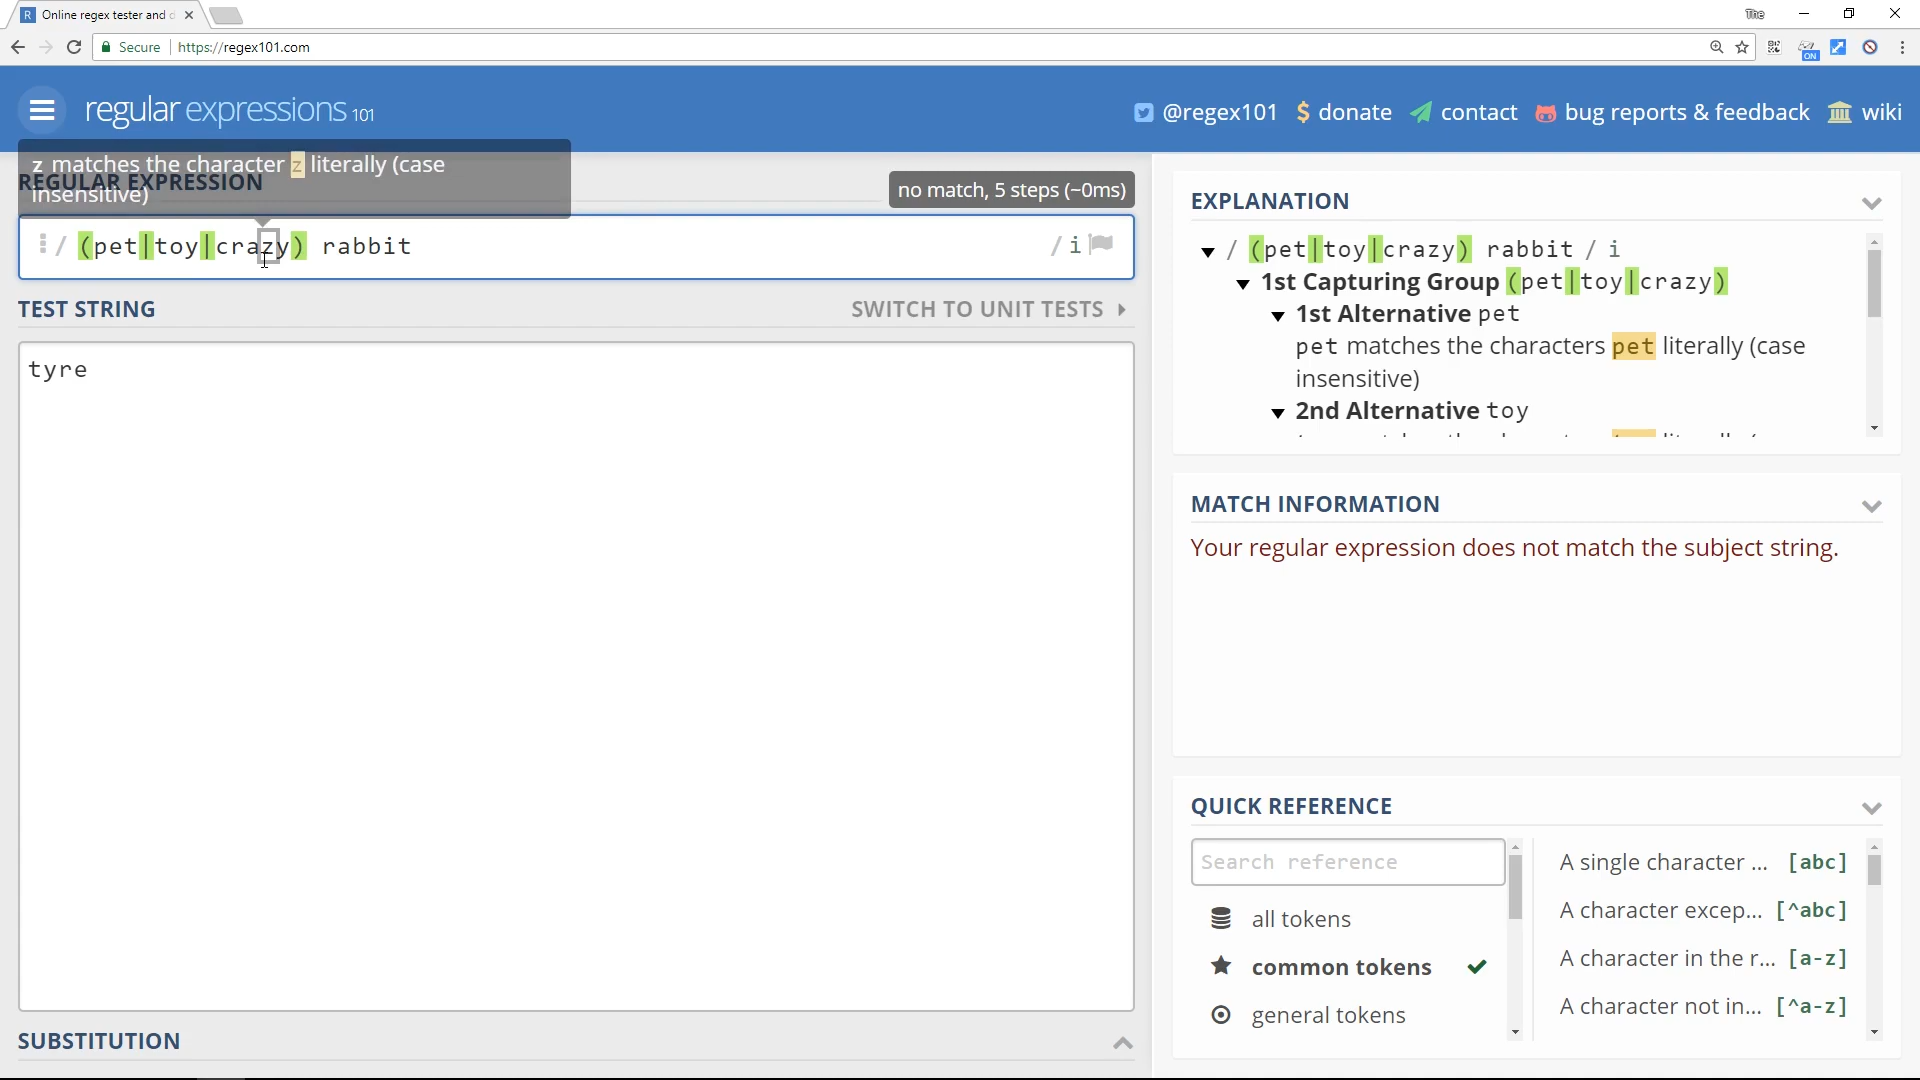 Online regex tester and d
The
Secure
https://regex101.com
ON
regular expressions 101
@regex101
donate
contact
bug reports & feedback
wiki
z matches the character z literally (case
insensitive)
REGULAR EXPRESSION
no match, 5 steps (~0ms)
/ (pet|toy|crazy) rabbit / i
TEST STRING
SWITCH TO UNIT TESTS
tyre
SUBSTITUTION
EXPLANATION
/ (pet|toy|crazy) rabbit / i
1st Capturing Group (pet|toy|crazy)
1st Alternative pet
pet matches the characters pet literally (case
insensitive)
2nd Alternative toy
MATCH INFORMATION
Your regular expression does not match the subject string.
QUICK REFERENCE
Search reference
all tokens
common tokens
general tokens
A single character ... [abc]
A character excep... [^abc]
A character in the r... [a-z]
A character not in... [^a-z]